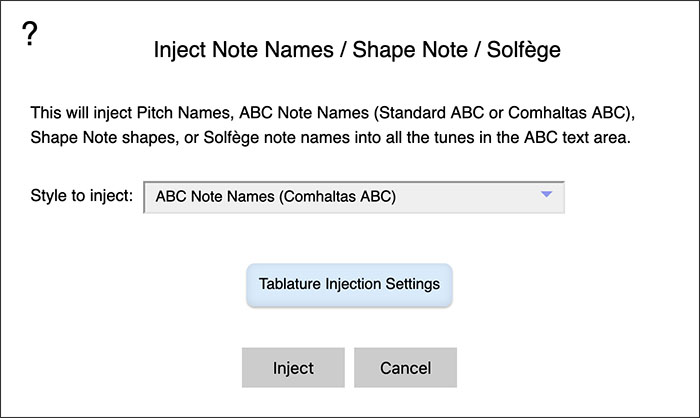 ?
Inject Note Names / Shape Note / Solfège
This will inject Pitch Names, ABC Note Names (Standard ABC or Comhaltas ABC),
Shape Note shapes, or Solfège note names into all the tunes in the ABC text area.
Style to inject: ABC Note Names (Comhaltas ABC)
Tablature Injection Settings
Inject Cancel